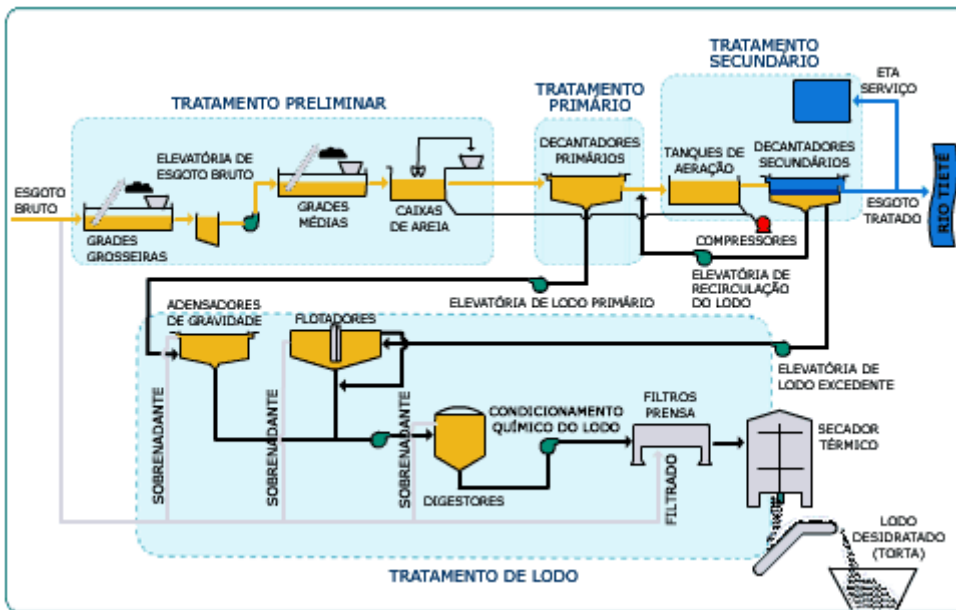 TRATAMENTO
SECUNDÁRIO
TRATAMENTO PRELIMINAR
TRATAMENTO
PRIMÁRIO
ETA
SERVIÇO
ESGOTO
BRUTO
ELEVATÓRIA DE
ESGOTO BRUTO
GRADES
GROSSEIRAS
GRADES
MÉDIAS
CAIXAS
DE AREIA
DECANTADORES
PRIMÁRIOS
TANQUES DE
AERAÇÃO
DECANTADORES
SECUNDÁRIOS
ESGOTO
TRATADO
RIO TIETÊ
COMPRESSORES
ELEVATÓRIA DE
RECIRCULAÇÃO
DO LODO
ELEVATÓRIA DE LODO PRIMÁRIO
ADENSADORES
DE GRAVIDADE
FLOTADORES
ELEVATÓRIA DE
LODO EXCEDENTE
SOBRENADANTE
SOBRENADANTE
SOBRENADANTE
CONDICIONAMENTO
QUÍMICO DO LODO
DIGESTORES
FILTROS
PRENSA
FILTRADO
SECADOR
TÉRMICO
LODO
DESIDRATADO
(TORTA)
TRATAMENTO DE LODO